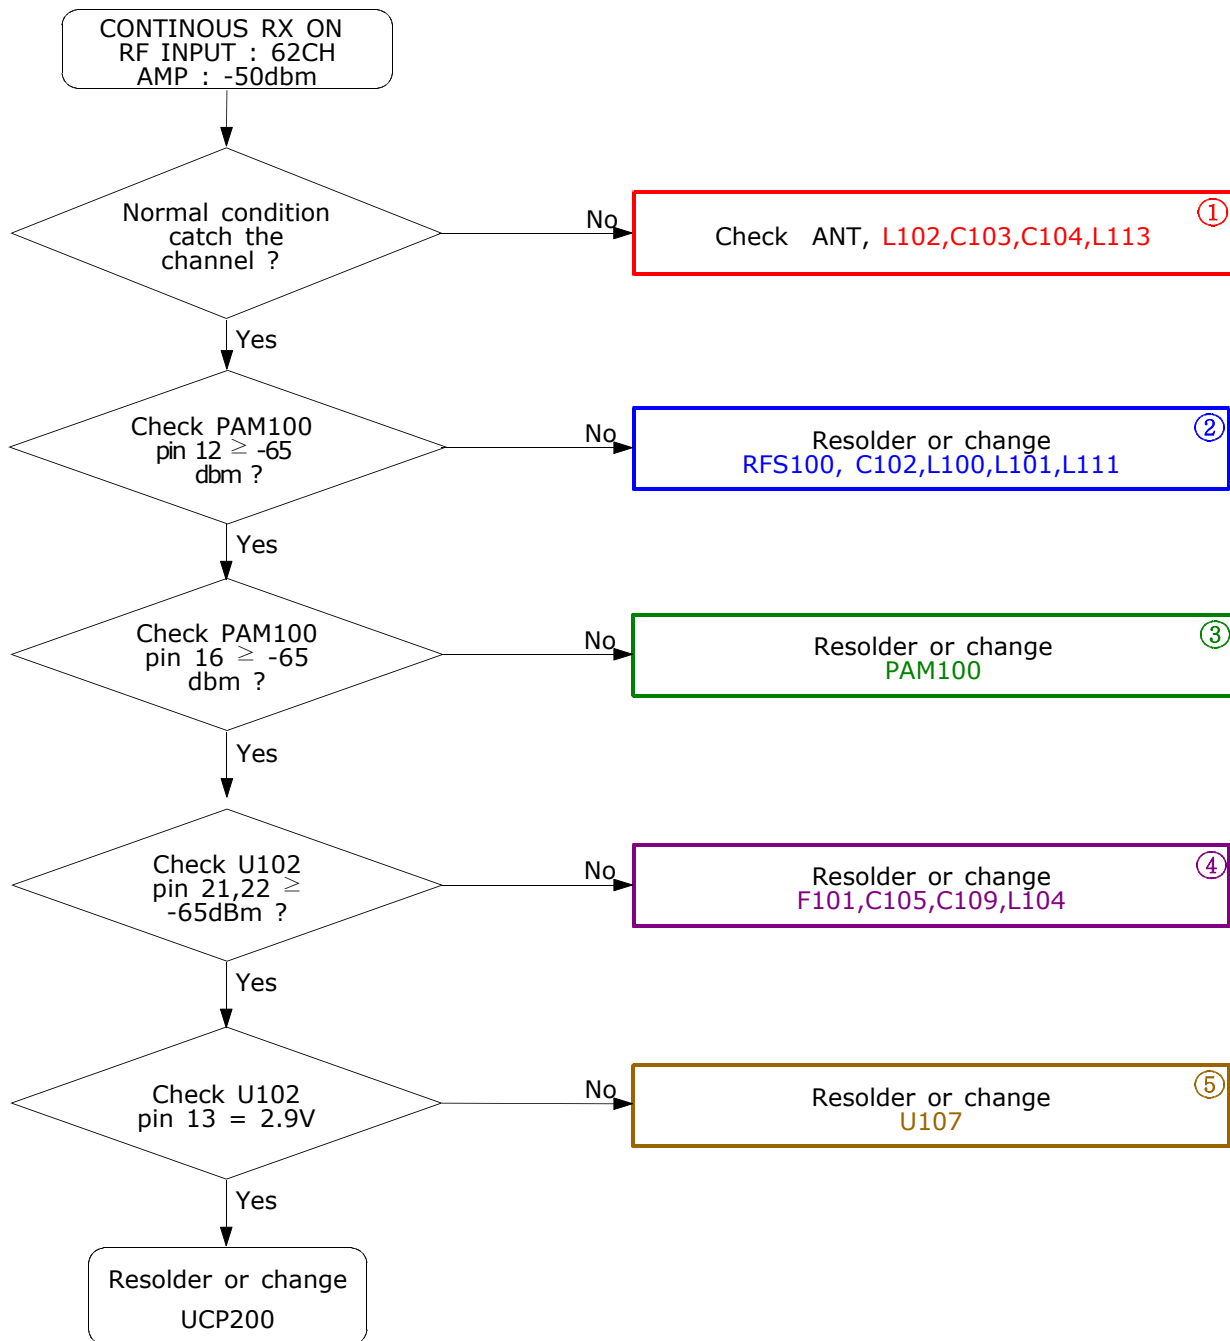 CONTINOUS RX ON
RF INPUT : 62CH
AMP : -50dbm
Normal condition
catch the
channel ?
No
①
Check ANT, L102,C103,C104,L113
Yes
Check PAM100
pin 12 ≥ -65
dbm ?
No
②
Resolder or change
RFS100, C102,L100,L101,L111
Yes
Check PAM100
pin 16 ≥ -65
dbm ?
No
③
Resolder or change
PAM100
Yes
Check U102
pin 21,22 ≥
-65dBm ?
No
④
Resolder or change
F101,C105,C109,L104
Yes
Check U102
pin 13 = 2.9V
No
⑤
Resolder or change
U107
Yes
Resolder or change
UCP200